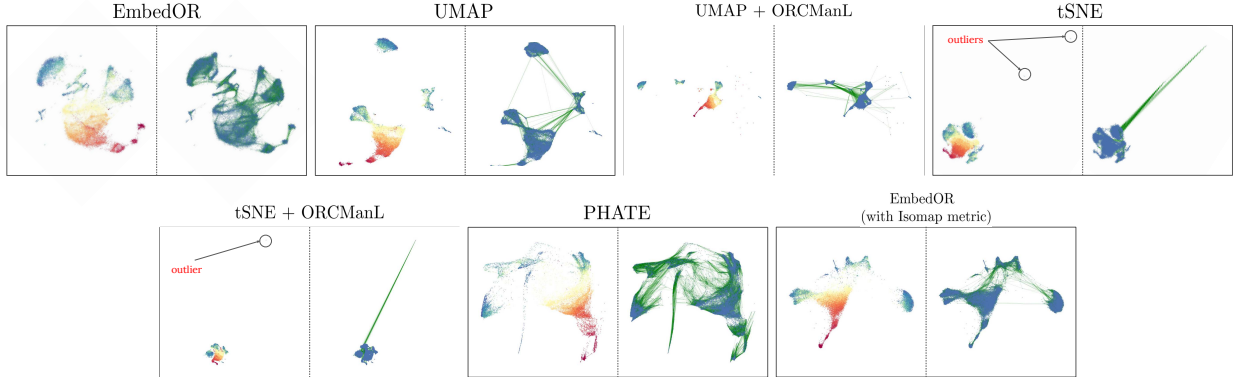 EmbedOR
UMAP
UMAP + ORCManL
tSNE
outliers
tSNE + ORCManL
PHATE
EmbedOR
(with Isomap metric)
outlier